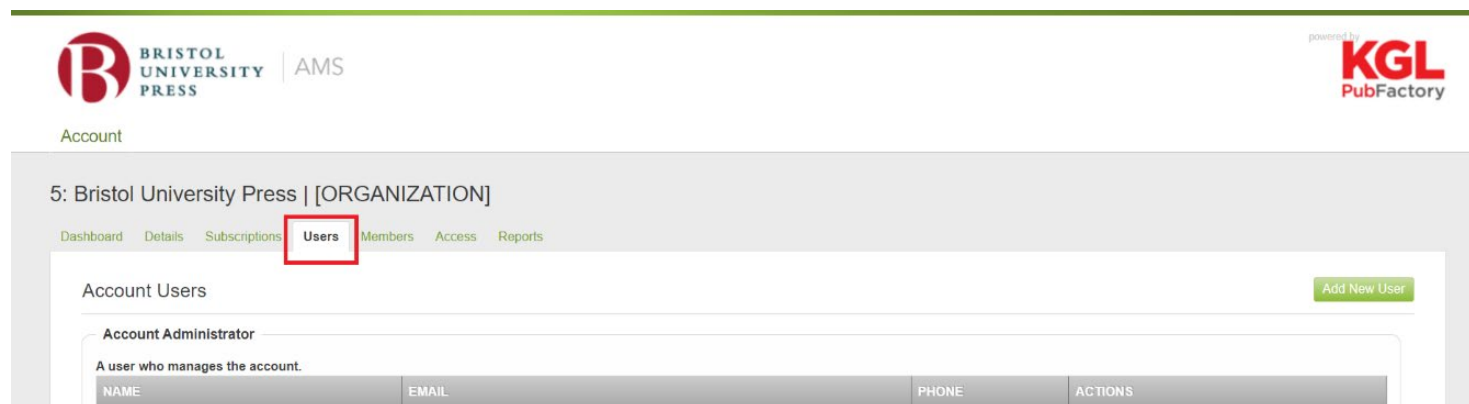 powered by
BRISTOL
UNIVERSITY
PRESS
AMS
KGL
PubFactory
Account
5: Bristol University Press | [ORGANIZATION]
Dashboard Details Subscriptions Users Members Access Reports
Account Users
Add New User
Account Administrator
A user who manages the account.
NAME EMAIL PHONE ACTIONS